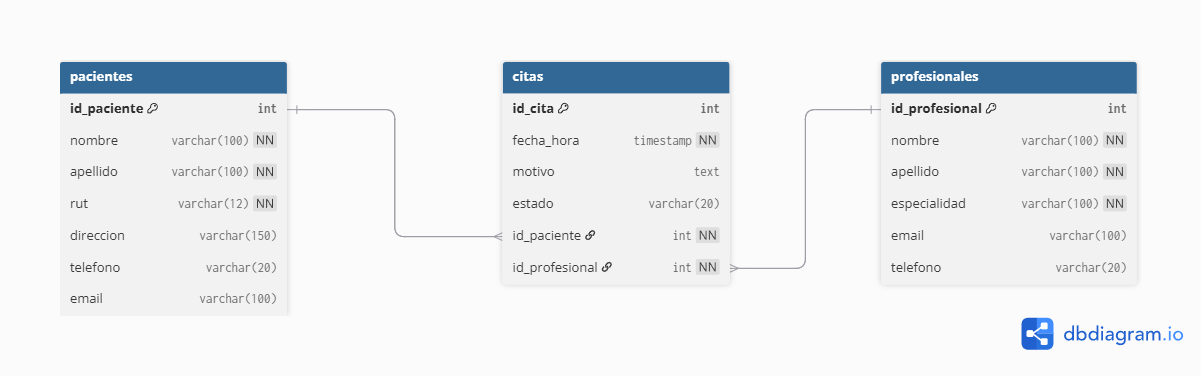 pacientes
id_paciente int
nombre varchar(100) NN
apellido varchar(100) NN
rut varchar(12) NN
direccion varchar(150)
telefono varchar(20)
email varchar(100)
citas
id_cita int
fecha_hora timestamp NN
motivo text
estado varchar(20)
id_paciente int NN
id_profesional int NN
profesionales
id_profesional int
nombre varchar(100) NN
apellido varchar(100) NN
especialidad varchar(100) NN
email varchar(100)
telefono varchar(20)
dbdiagram.io